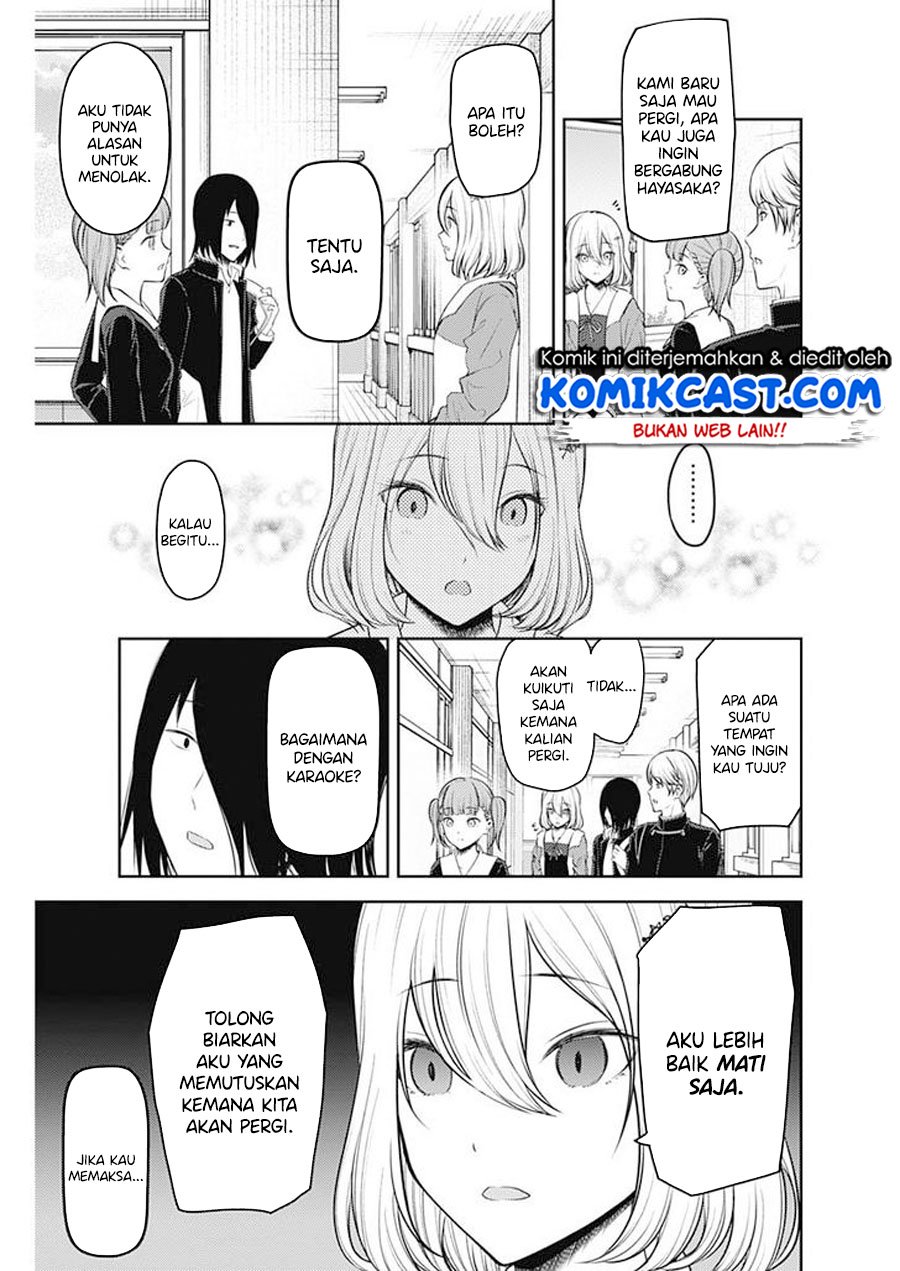 KAMI BARU
SAJA MAU
PERGI, APA
KAU JUGA
INGIN
BERGABUNG
HAYASAKA?
APA ITU
BOLEH?
TENTU
SAJA.
AKU TIDAK
PUNYA
ALASAN
UNTUK
MENOLAK.
Komik ini diterjemahkan & diedit oleh
KOMIKCAST.COM
BUKAN WEB LAIN!!
.........
KALAU
BEGITU...
APA ADA
SUATU
TEMPAT
YANG INGIN
KAU TUJU?
TIDAK...
AKAN
KUIKUTI
SAJA
KEMANA
KALIAN
PERGI.
BAGAIMANA
DENGAN
KARAOKE?
AKU LEBIH
BAIK MATI
SAJA.
TOLONG
BIARKAN
AKU YANG
MEMUTUSKAN
KEMANA KITA
AKAN PERGI.
JIKA KAU
MEMAKSA...